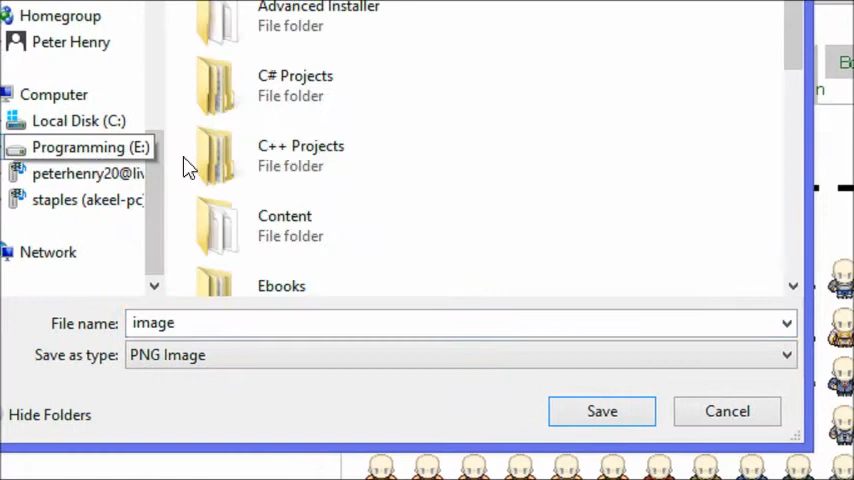 Homegroup
Peter Henry
Computer
Local Disk (C:)
Programming (E:)
peterhenry20@liv
staples (akeel-pc)
Network
Advanced Installer
File folder
C# Projects
File folder
C++ Projects
File folder
Content
File folder
Ebooks
File name: image
Save as type: PNG Image
Hide Folders
Save
Cancel